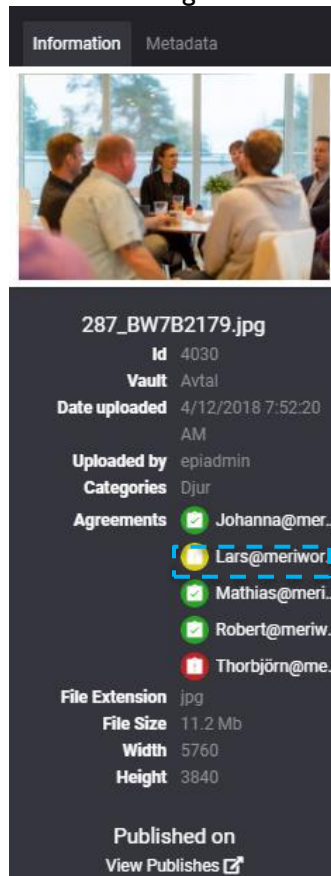 Information Metadata
287_BW7B2179.jpg
Id 4030
Vault Avtal
Date uploaded 4/12/2018 7:52:20
AM
Uploaded by epiadmin
Categories Djur
Agreements Johanna@mer..
Lars@meriwor.
Mathias@meri..
Robert@meriw.
Thorbjörn@me.
File Extension jpg
File Size 11.2 Mb
Width 5760
Height 3840
Published on
View Publishes